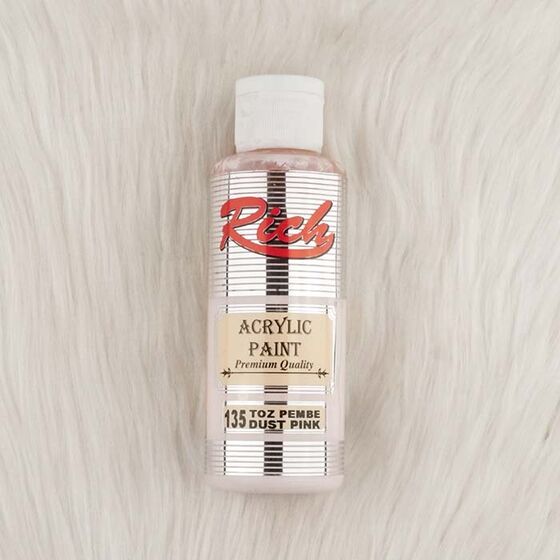 Rich
ACRYLIC
PAINT
Premium Quality
135 TOZ PEMBE
DUST PINK